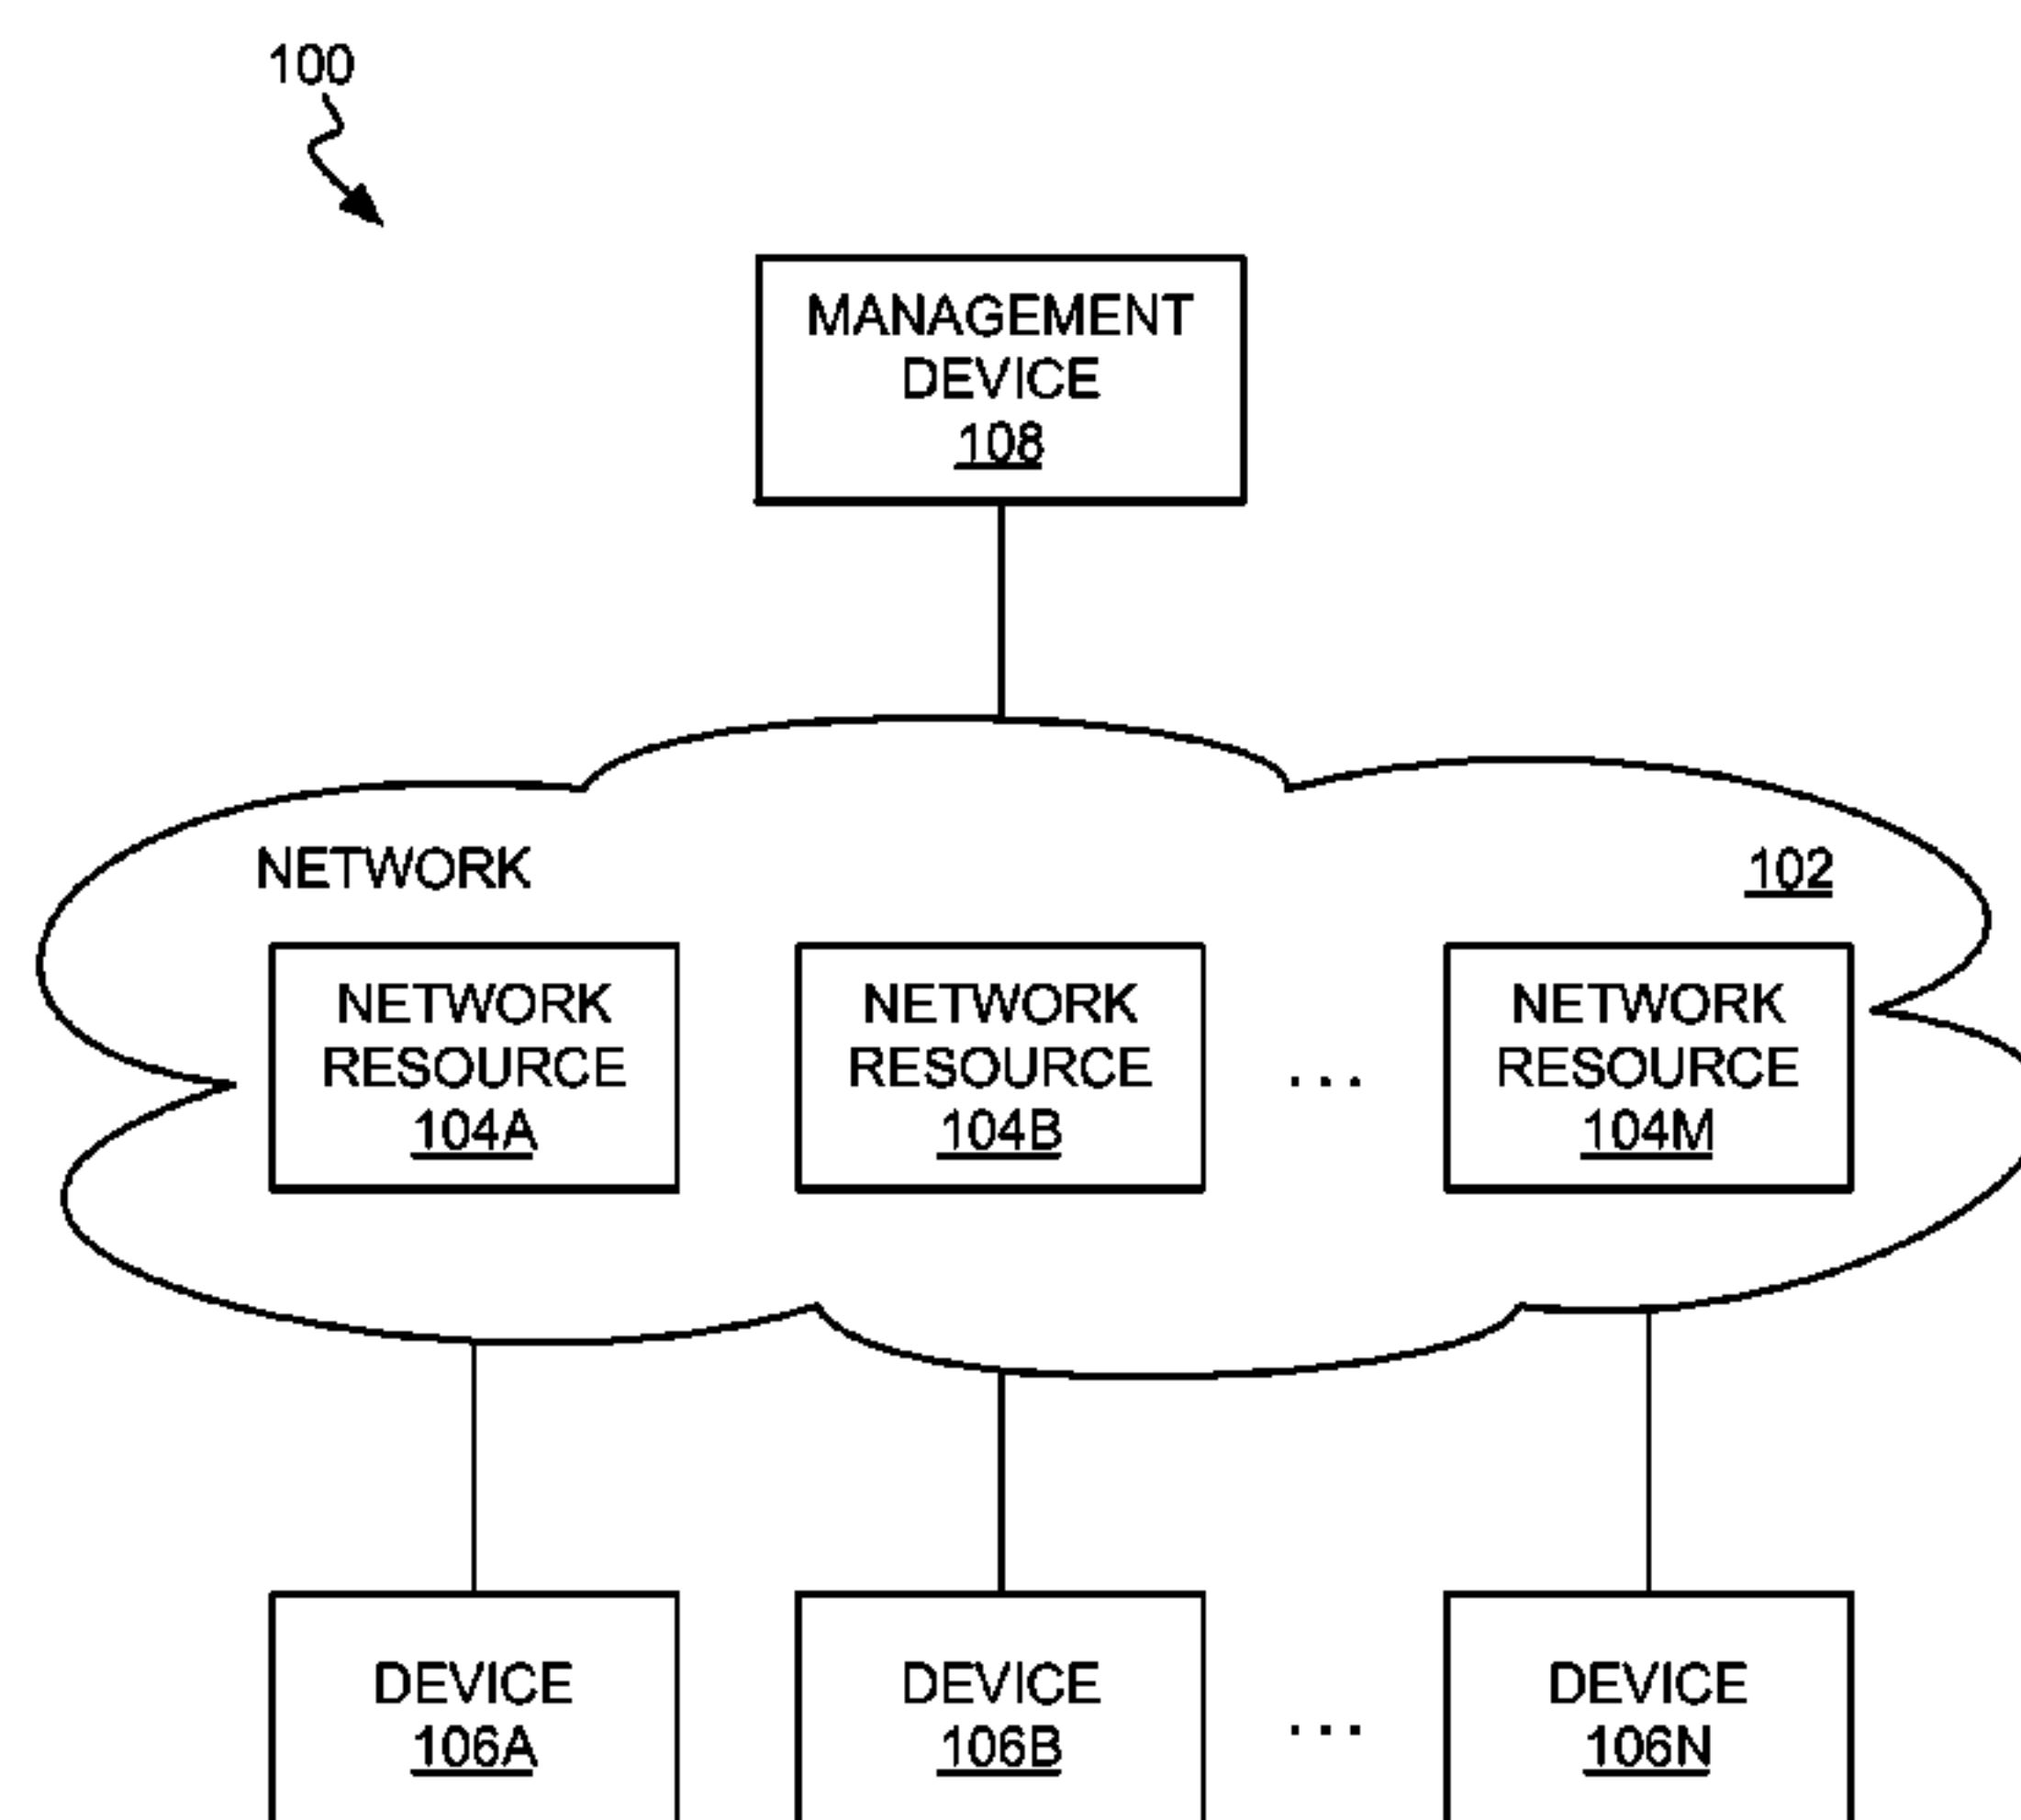 100
MANAGEMENT
DEVICE
108
NETWORK
102
NETWORK
RESOURCE
104A
NETWORK
RESOURCE
104B
...
NETWORK
RESOURCE
104M
DEVICE
106A
DEVICE
106B
...
DEVICE
106N